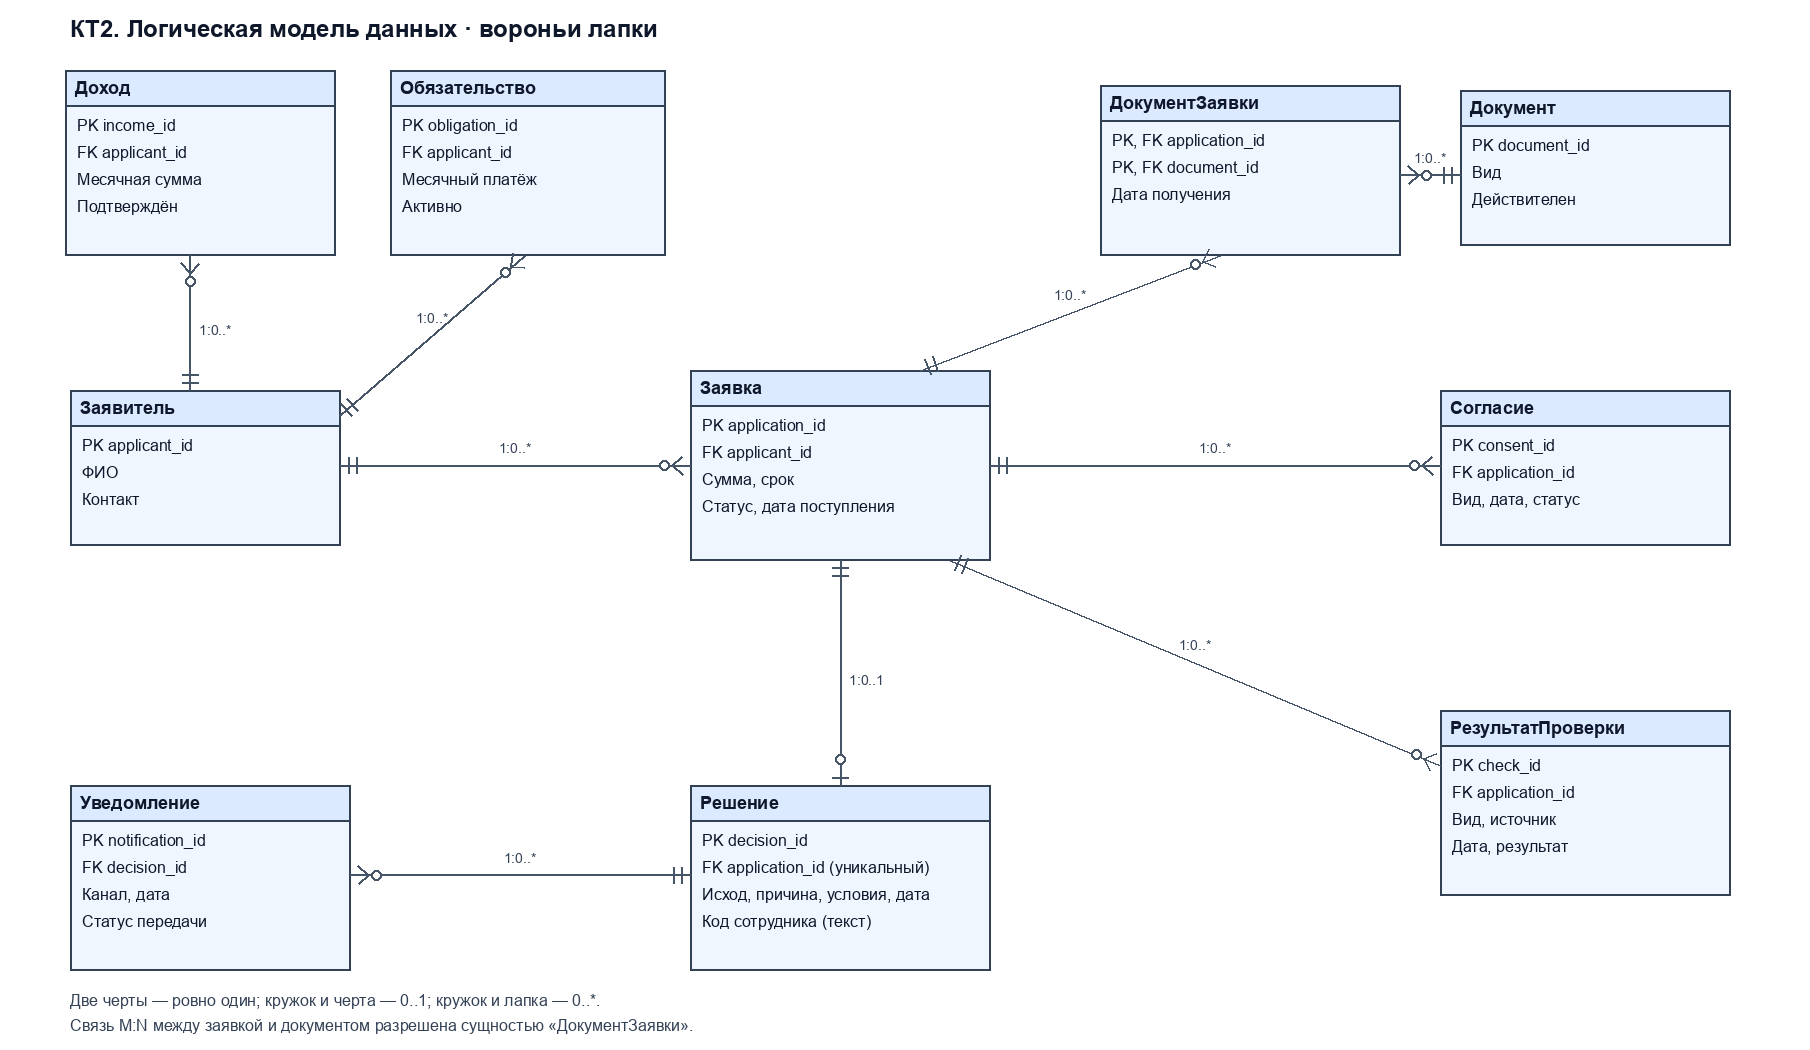 КТ2. Логическая модель данных · вороньи лапки
Доход
PK income_id
FK applicant_id
Месячная сумма
Подтверждён
Обязательство
PK obligation_id
FK applicant_id
Месячный платёж
Активно
ДокументЗаявки
PK, FK application_id
PK, FK document_id
Дата получения
1:0..*
Документ
PK document_id
Вид
Действителен
1:0..*
1:0..*
1:0..*
Заявитель
PK applicant_id
ФИО
Контакт
1:0..*
Заявка
PK application_id
FK applicant_id
Сумма, срок
Статус, дата поступления
1:0..*
Согласие
PK consent_id
FK application_id
Вид, дата, статус
1:0..*
1:0..1
РезультатПроверки
PK check_id
FK application_id
Вид, источник
Дата, результат
Уведомление
PK notification_id
FK decision_id
Канал, дата
Статус передачи
1:0..*
Решение
PK decision_id
FK application_id (уникальный)
Исход, причина, условия, дата
Код сотрудника (текст)
Две черты — ровно один; кружок и черта — 0..1; кружок и лапка — 0..*.
Связь M:N между заявкой и документом разрешена сущностью «ДокументЗаявки».